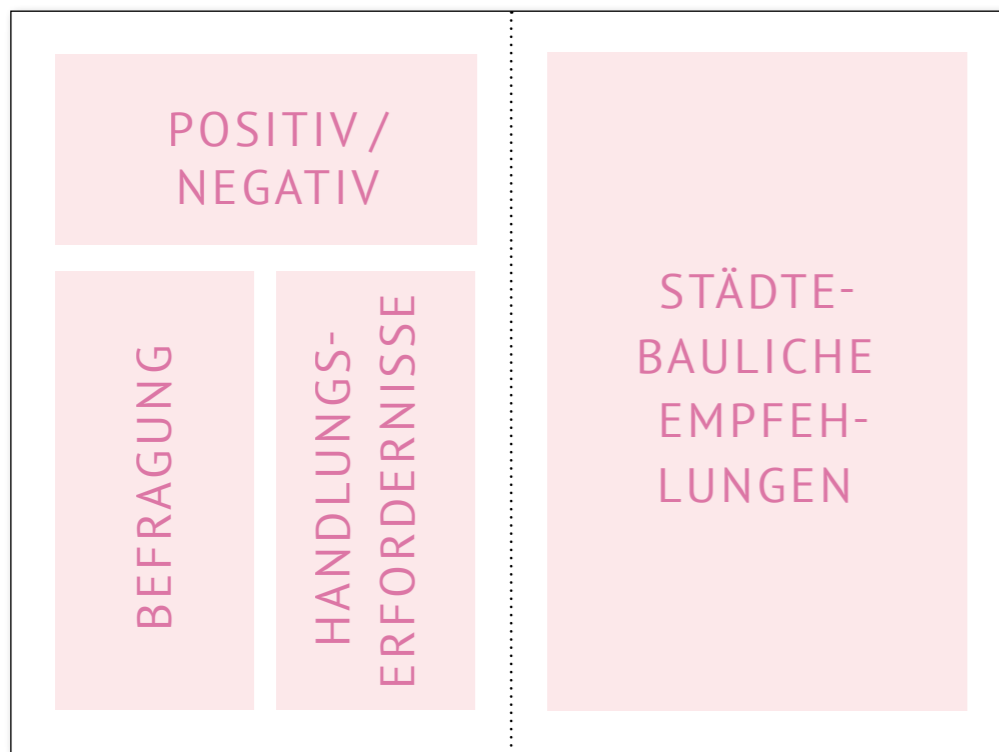 POSITIV /
NEGATIV
BEFRAGUNG
HANDLUNGS-
ERFORDERNISSE
STÄDTE-
BAULICHE
EMPFEH-
LUNGEN